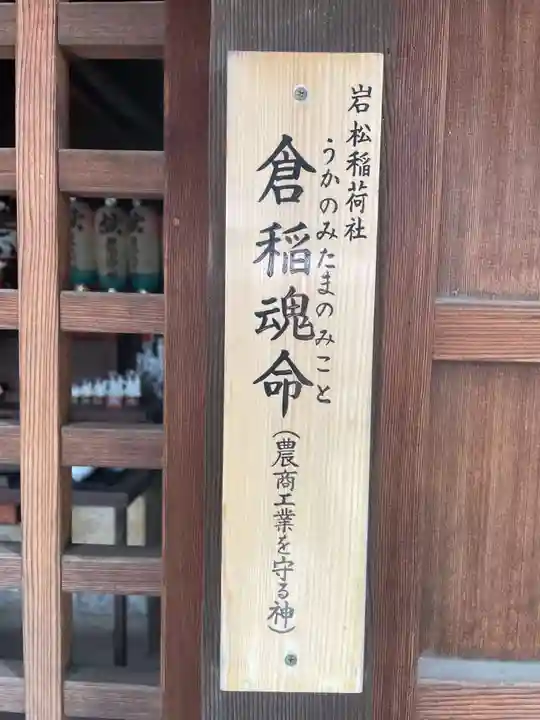 岩松稲荷社
うかのみたまのみこと
倉稲魂命
(農商工業を守る神)